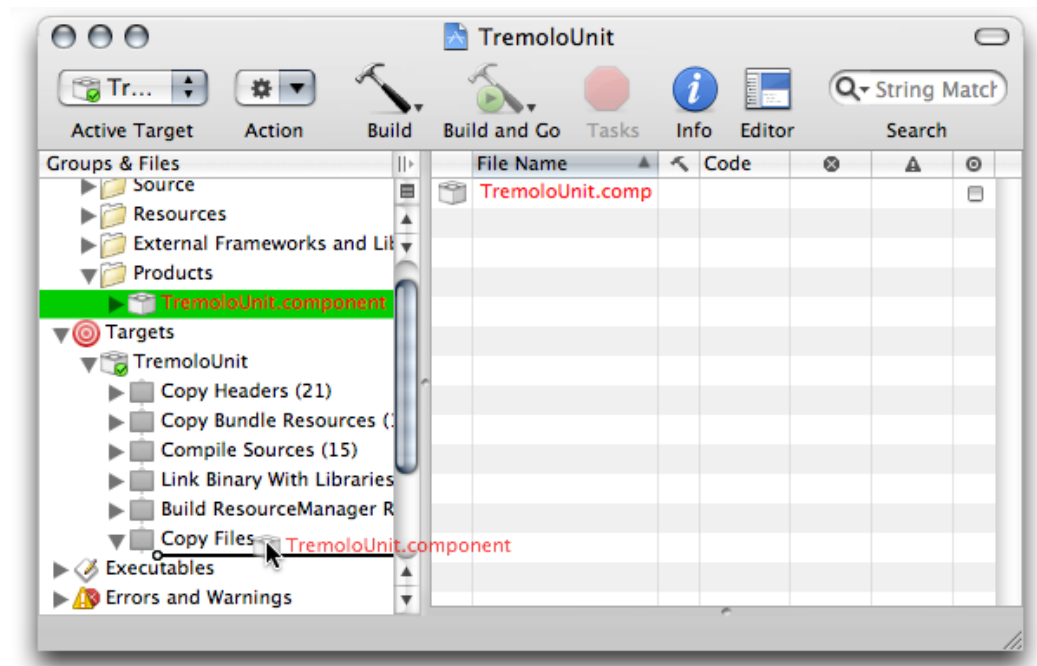 TremoloUnit
Tr...
String Match
Active Target
Action
Build
Build and Go
Tasks
Info
Editor
Search
Groups & Files
File Name
Code
Source
Resources
External Frameworks and Lib
Products
TremoloUnit.component
Targets
TremoloUnit
Copy Headers (21)
Copy Bundle Resources (
Compile Sources (15)
Link Binary With Libraries
Build ResourceManager R
Copy Files
TremoloUnit.component
Executables
Errors and Warnings
TremoloUnit.comp